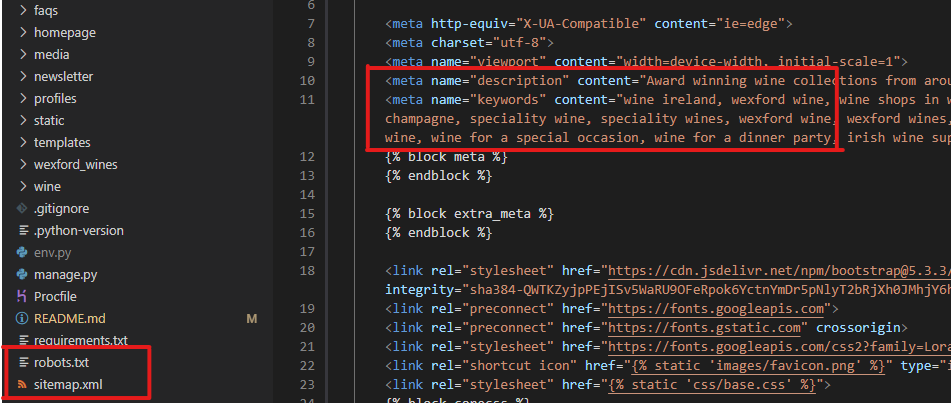 faqs
homepage
media
newsletter
profiles
static
templates
wexford_wines
wine
.gitignore
.python-version
env.py
manage.py
Procfile
README.md M
requirements.txt
robots.txt
sitemap.xml
6
7 <meta http-equiv="X-UA-Compatible" content="ie=edge">
8 <meta charset="utf-8">
9 <meta name="viewport" content="width=device-width, initial-scale=1">
10 <meta name="description" content="Award winning wine collections from arou
11 <meta name="keywords" content="wine ireland, wexford wine, wine shops in w
champagne, speciality wine, speciality wines, wexford wine, wexford wines,
wine, wine for a special occasion, wine for a dinner party, irish wine sup
12 {% block meta %}
13 {% endblock %}
14
15 {% block extra_meta %}
16 {% endblock %}
17
18 <link rel="stylesheet" href="https://cdn.jsdelivr.net/npm/bootstrap@5.3.3/
integrity="sha384-QWTKZyjpPEjISv5WaRU9OFeRpok6YctnYmDr5pNlyT2bRjXh0JMhjY6h
19 <link rel="preconnect" href="https://fonts.googleapis.com">
20 <link rel="preconnect" href="https://fonts.gstatic.com" crossorigin>
21 <link rel="stylesheet" href="https://fonts.googleapis.com/css2?family=Lora
22 <link rel="shortcut icon" href="{% static 'images/favicon.png' %}" type="i
23 <link rel="stylesheet" href="{% static 'css/base.css' %}">
24